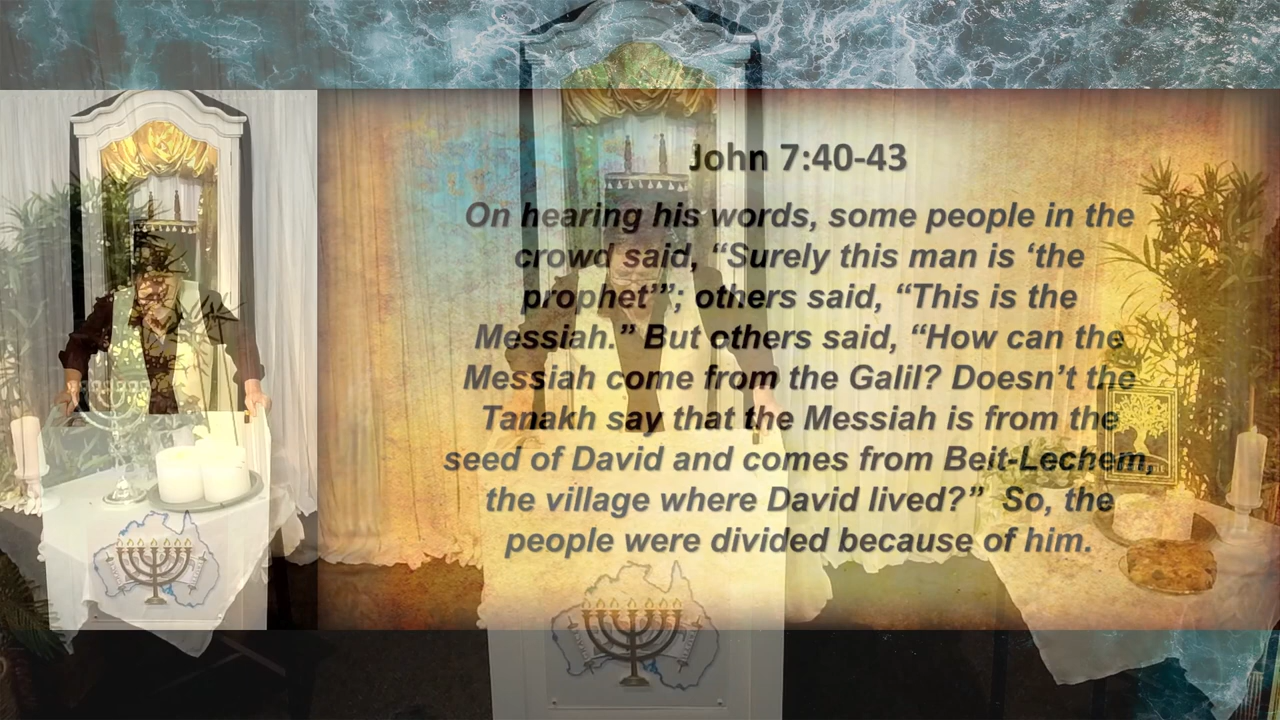 John 7:40-43
On hearing his words, some people in the
crowd said, “Surely this man is ‘the
prophet’”; others said, “This is the
Messiah.” But others said, “How can the
Messiah come from the Galil? Doesn’t the
Tanakh say that the Messiah is from the
seed of David and comes from Beit-Lechem,
the village where David lived?” So, the
people were divided because of him.